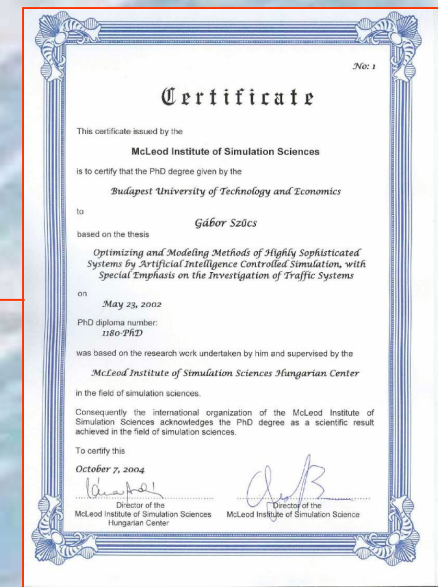 No: 1
Certificate
This certificate issued by the
McLeod Institute of Simulation Sciences
is to certify that the PhD degree given by the
Budapest University of Technology and Economics
to
Gábor Szűcs
based on the thesis
Optimizing and Modeling Methods of Highly Sophisticated
Systems by Artificial Intelligence Controlled Simulation, with
Special Emphasis on the Investigation of Traffic Systems
on
May 23, 2002
PhD diploma number:
1180-PhD
was based on the research work undertaken by him and supervised by the
McLeod Institute of Simulation Sciences Hungarian Center
in the field of simulation sciences.
Consequently the international organization of the McLeod Institute of
Simulation Sciences acknowledges the PhD degree as a scientific result
achieved in the field of simulation sciences.
To certify this
October 7, 2004
Director of the
McLeod Institute of Simulation Sciences
Hungarian Center
Director of the
McLeod Institute of Simulation Science